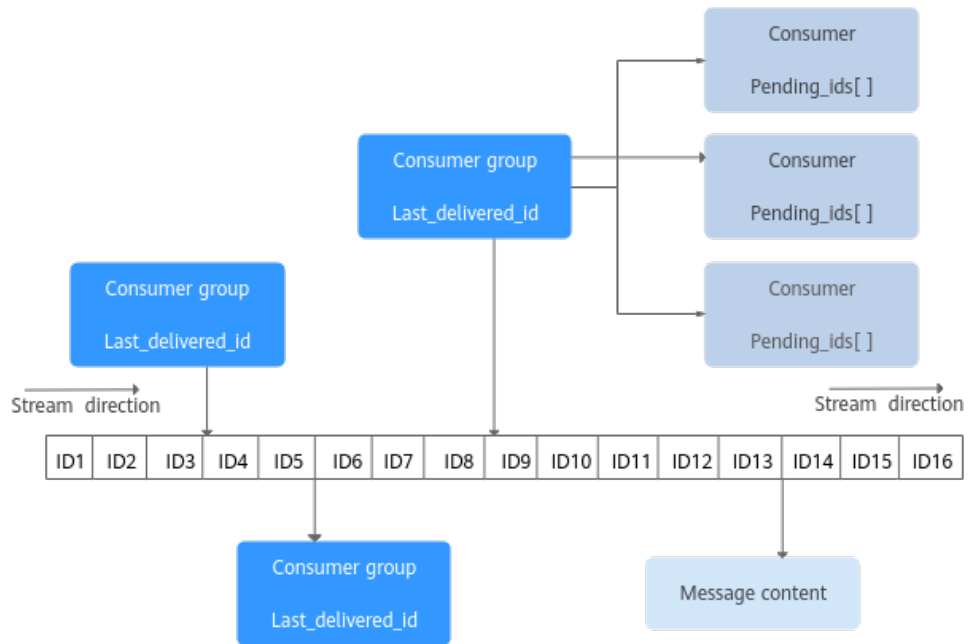 Consumer
Pending_ids[ ]
Consumer group
Last_delivered_id
Consumer
Pending_ids[ ]
Consumer group
Last_delivered_id
Consumer
Pending_ids[ ]
Stream direction
Stream direction
ID1 ID2 ID3 ID4 ID5 ID6 ID7 ID8 ID9 ID10 ID11 ID12 ID13 ID14 ID15 ID16
Consumer group
Last_delivered_id
Message content